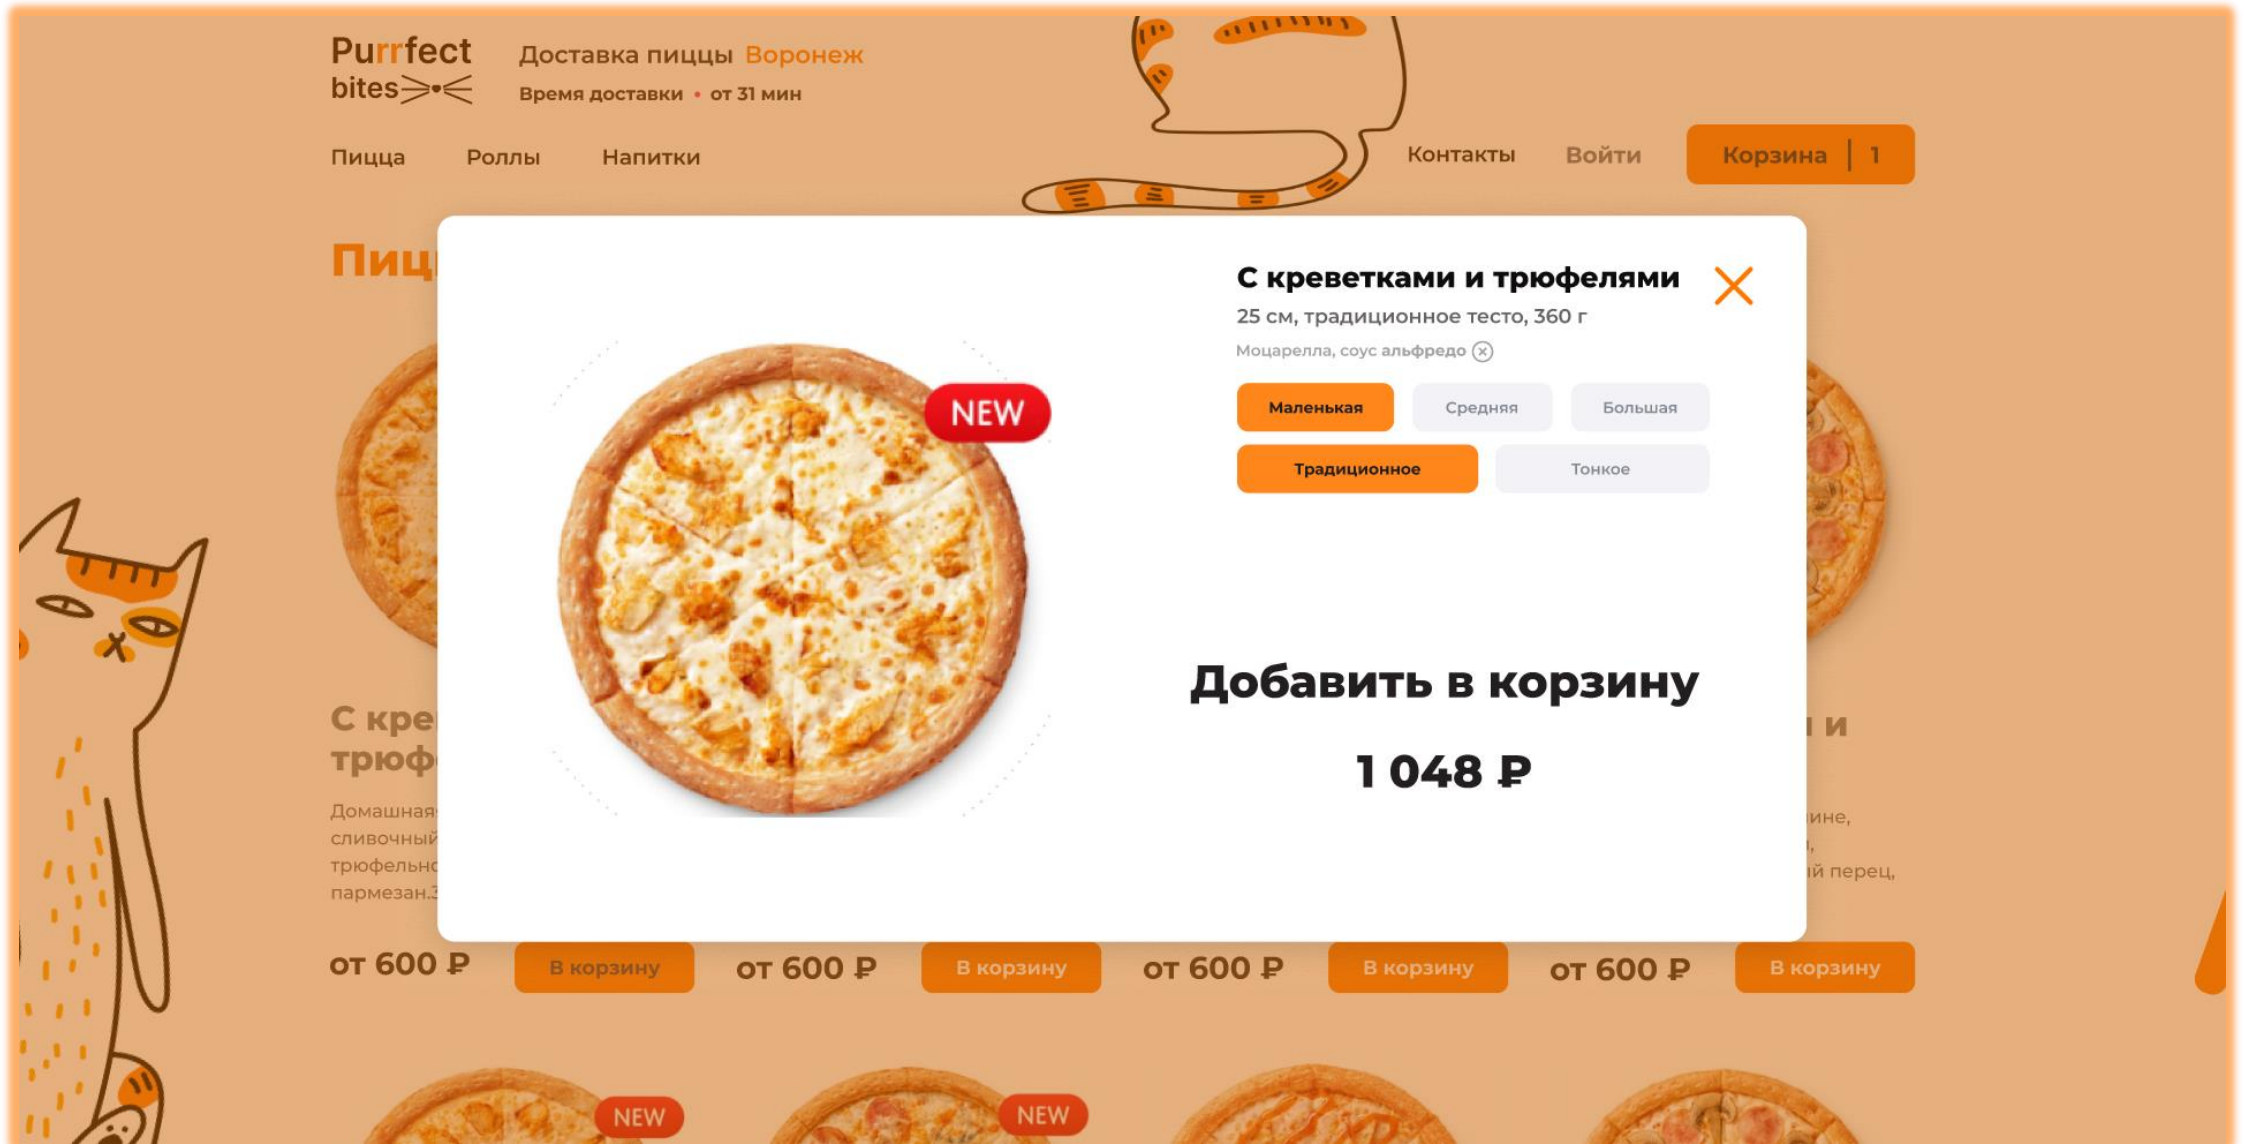 Purrfect
bites
Доставка пиццы Воронеж
Время доставки • от 31 мин
Пицца Роллы Напитки
Контакты Войти Корзина | 1
Пиц
С креветками и трюфелями
25 см, традиционное тесто, 360 г
Моцарелла, соус альфредо
NEW
Маленькая Средняя Большая
Традиционное Тонкое
Добавить в корзину
1 048 ₽
С кре
трюф
и
Домашная
сливочный
трюфельно
пармезан.
ине,
й перец,
от 600 ₽ В корзину от 600 ₽ В корзину от 600 ₽ В корзину от 600 ₽ В корзину
NEW NEW